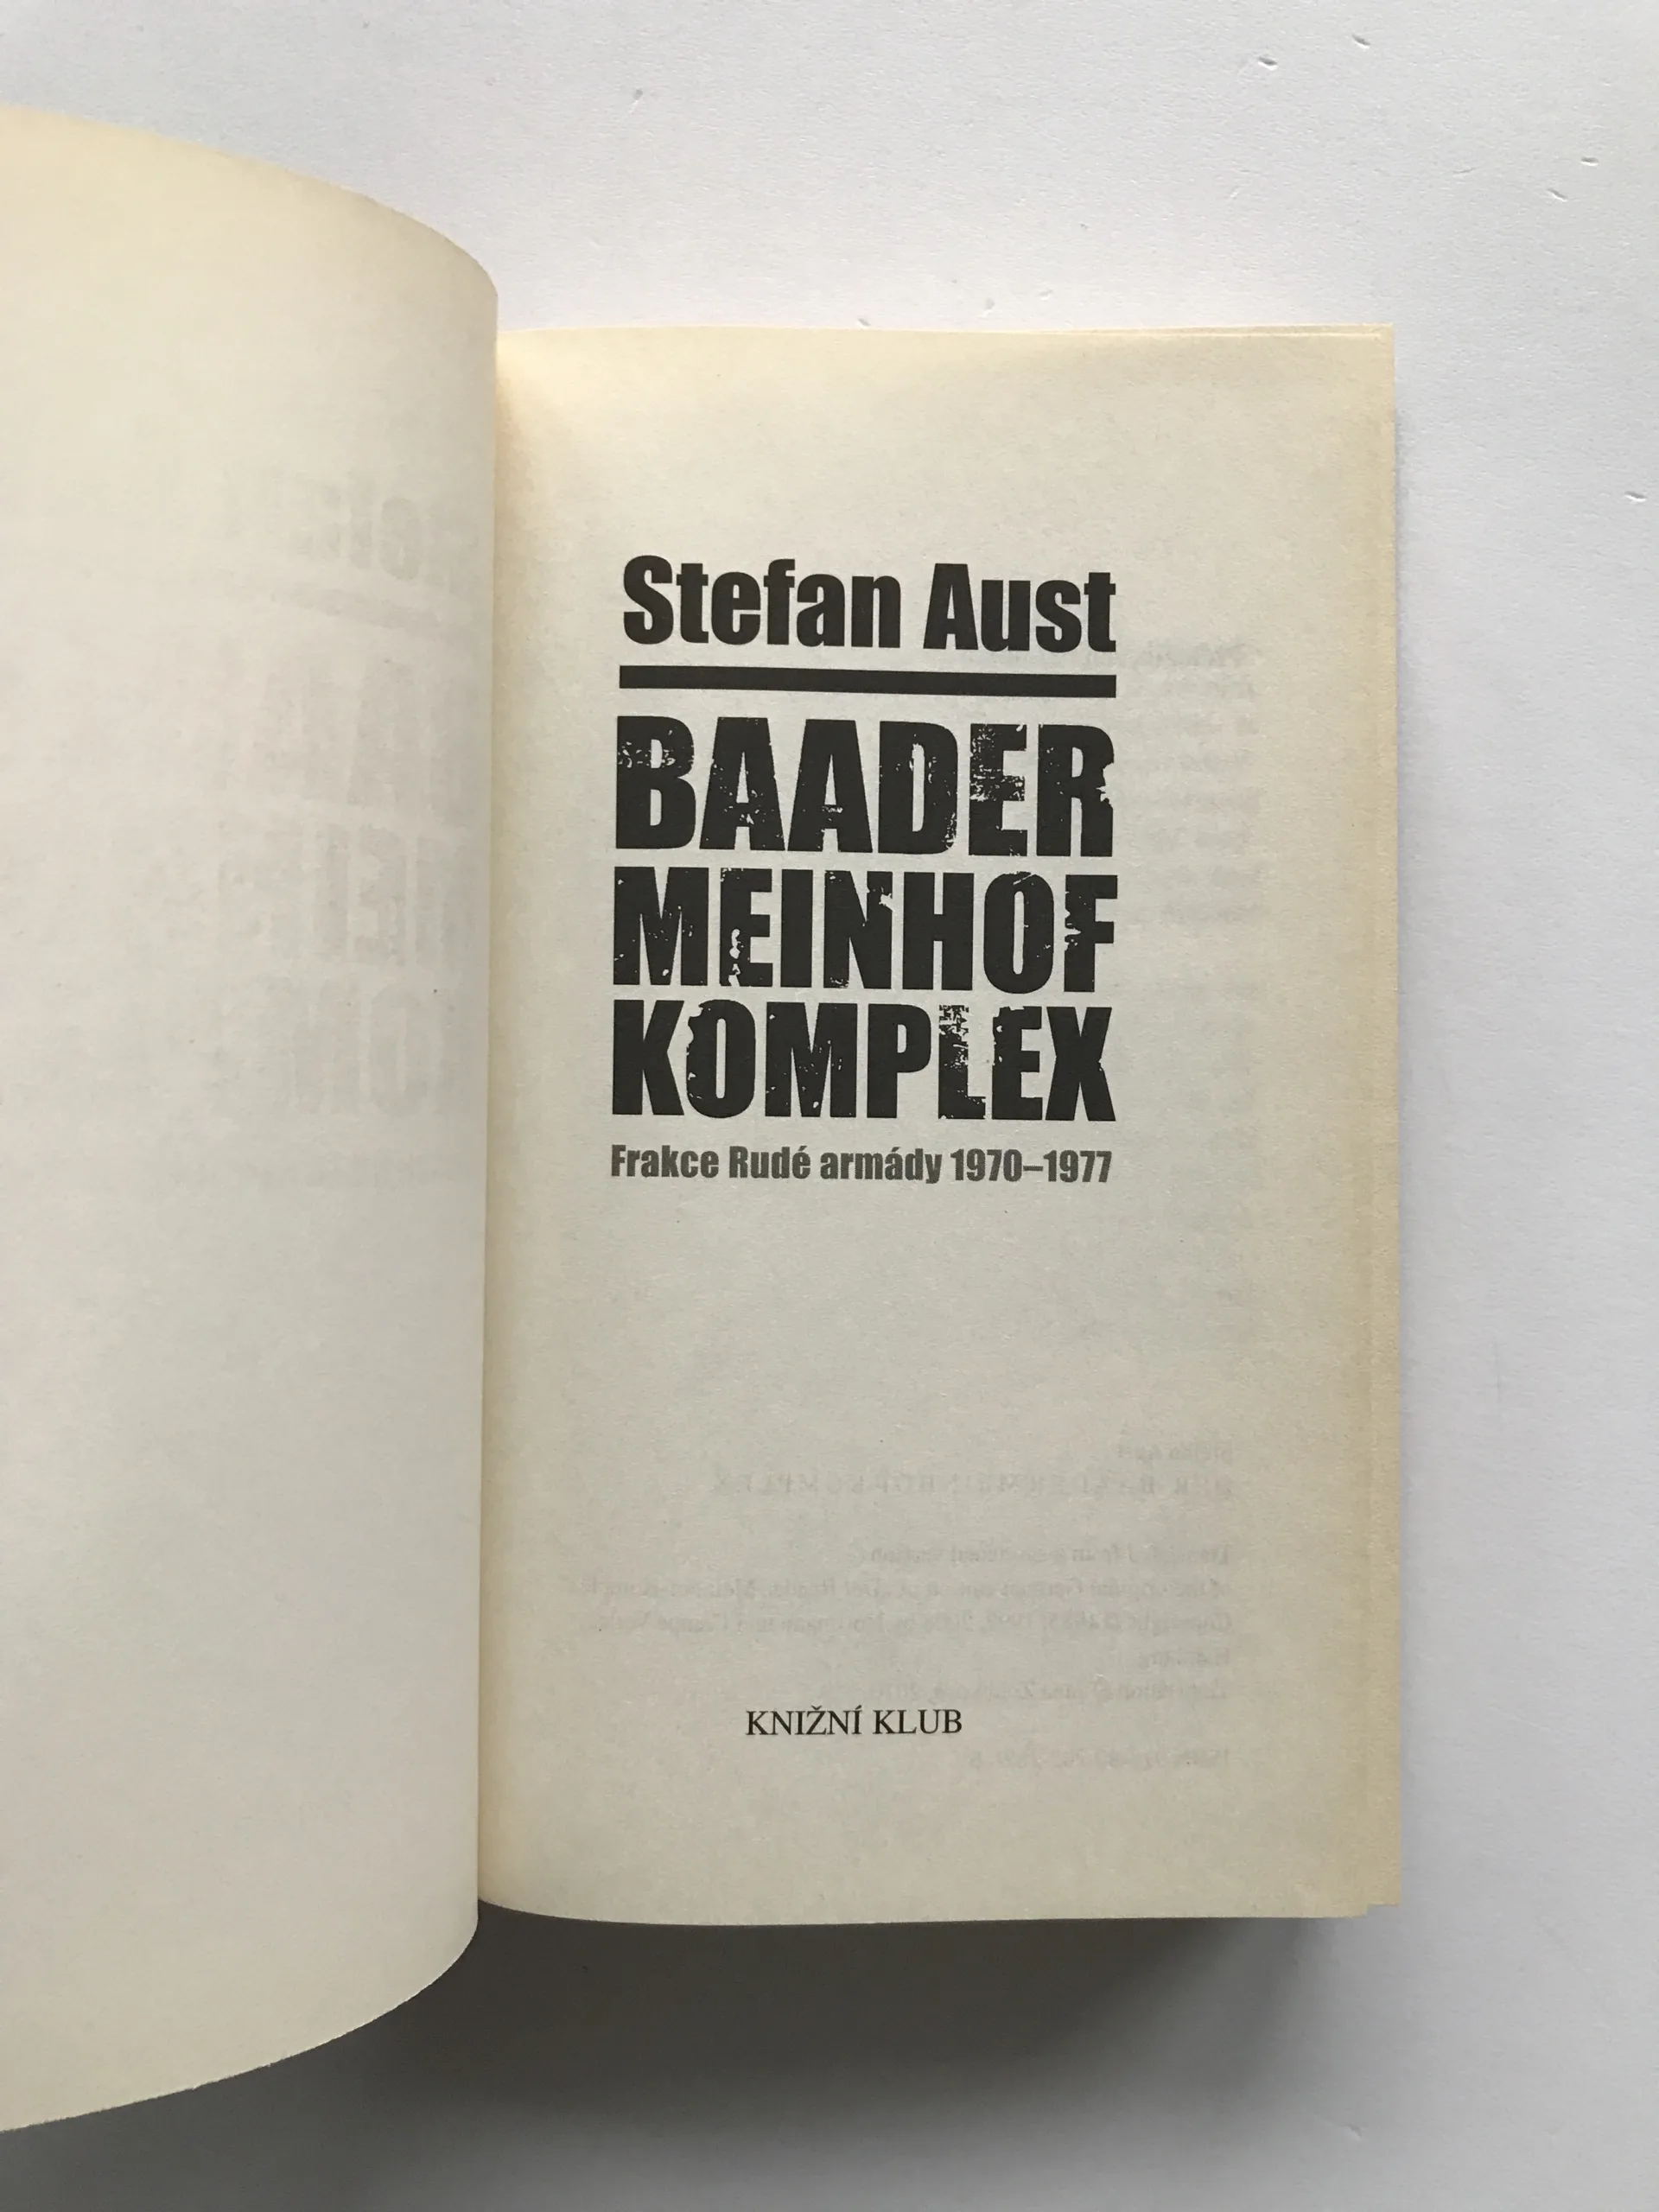 Stefan Aust
BAADER
MEINHOF
KOMPLEX
Frakce Rudé armády 1970–1977
KNIŽNÍ KLUB